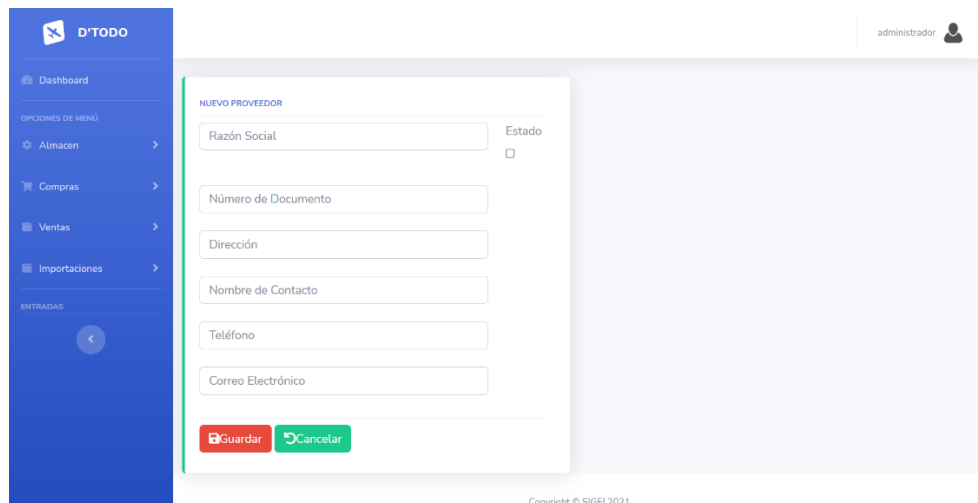 D'TODO
administrador
Dashboard
OPCIONES DE MENÚ
Almacen
Compras
Ventas
Importaciones
ENTRADAS
NUEVO PROVEEDOR
Razón Social
Estado
Número de Documento
Dirección
Nombre de Contacto
Teléfono
Correo Electrónico
Guardar
Cancelar
Copyright © SIGEI 2021